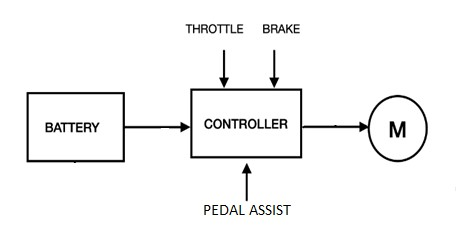 THROTTLE BRAKE
BATTERY
CONTROLLER
M
PEDAL ASSIST